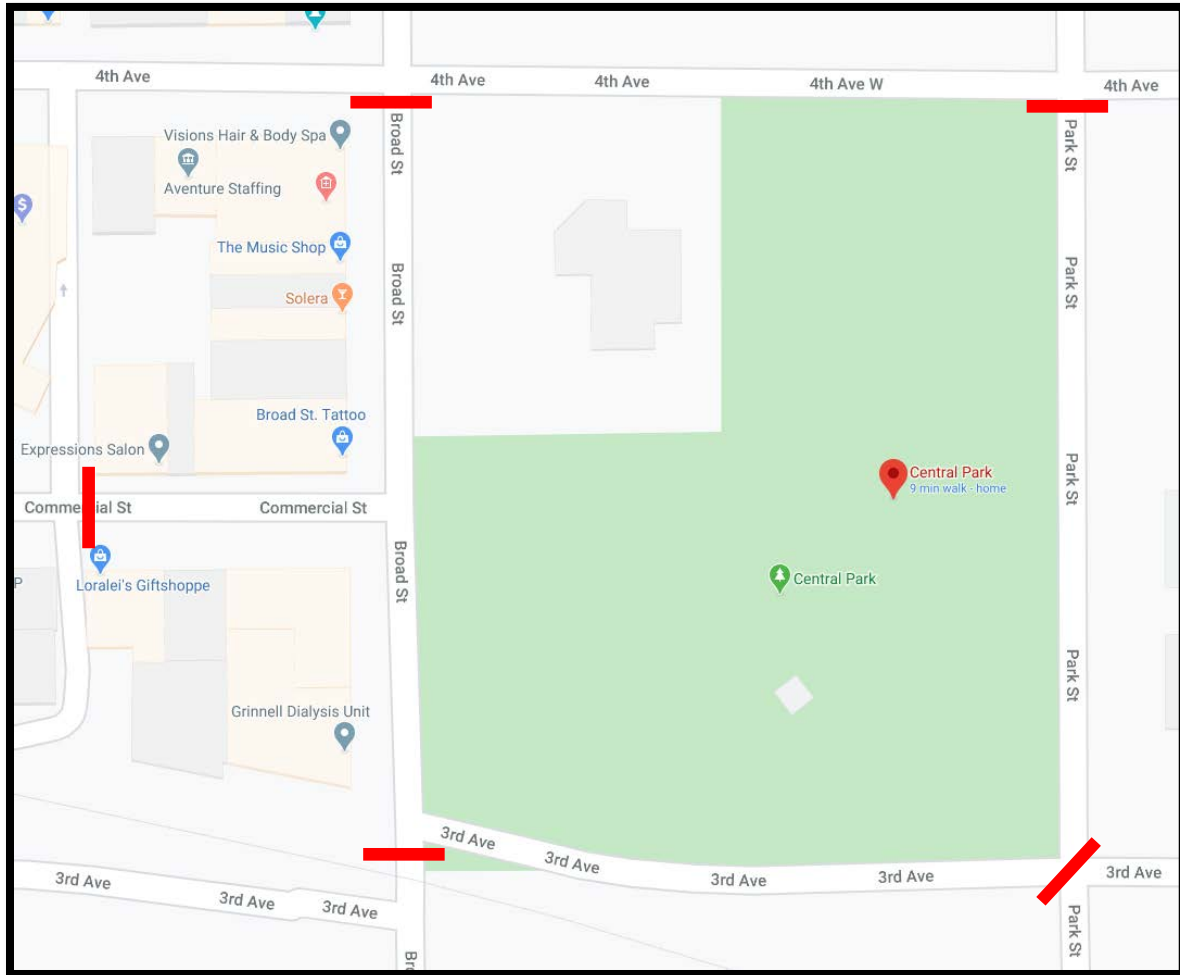 4th Ave
4th Ave
4th Ave
4th Ave W
4th Ave
Broad St
Park St
Visions Hair & Body Spa
Aventure Staffing
$
The Music Shop
Broad St
Park St
Solera
Broad St. Tattoo
Expressions Salon
Central Park
9 min walk - home
Park St
Commercial St
Commercial St
Broad St
Loralei's Giftshoppe
P
Central Park
Park St
Grinnell Dialysis Unit
3rd Ave
3rd Ave
3rd Ave
3rd Ave
3rd Ave
3rd Ave
3rd Ave
3rd Ave
Park St